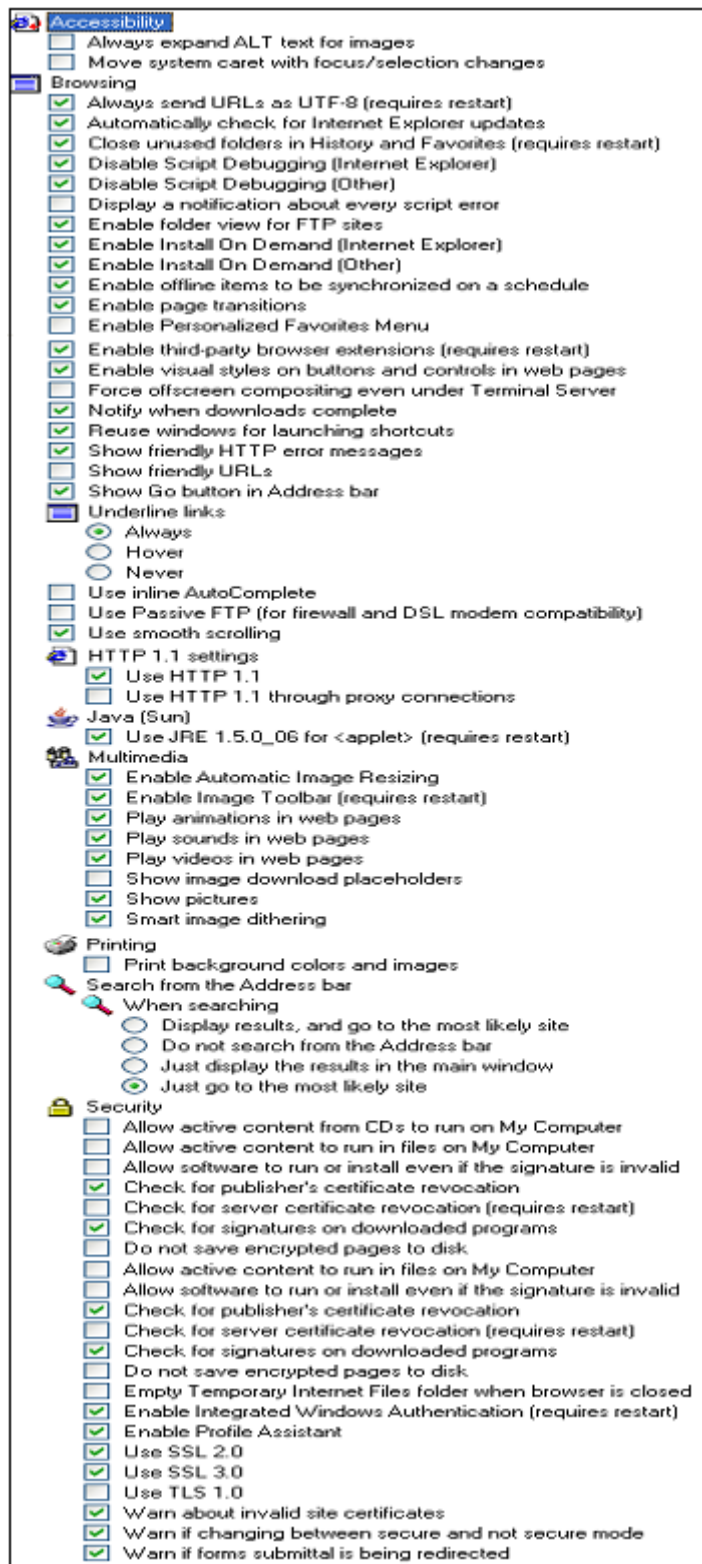 Accessibility
Always expand ALT text for images
Move system caret with focus/selection changes
Browsing
Always send URLs as UTF-8 (requires restart)
Automatically check for Internet Explorer updates
Close unused folders in History and Favorites (requires restart)
Disable Script Debugging (Internet Explorer)
Disable Script Debugging (Other)
Display a notification about every script error
Enable folder view for FTP sites
Enable Install On Demand (Internet Explorer)
Enable Install On Demand (Other)
Enable offline items to be synchronized on a schedule
Enable page transitions
Enable Personalized Favorites Menu
Enable third-party browser extensions (requires restart)
Enable visual styles on buttons and controls in web pages
Force offscreen compositing even under Terminal Server
Notify when downloads complete
Reuse windows for launching shortcuts
Show friendly HTTP error messages
Show friendly URLs
Show Go button in Address bar
Underline links
Always
Hover
Never
Use inline AutoComplete
Use Passive FTP (for firewall and DSL modem compatibility)
Use smooth scrolling
HTTP 1.1 settings
Use HTTP 1.1
Use HTTP 1.1 through proxy connections
Java (Sun)
Use JRE 1.5.0_06 for <applet> (requires restart)
Multimedia
Enable Automatic Image Resizing
Enable Image Toolbar (requires restart)
Play animations in web pages
Play sounds in web pages
Play videos in web pages
Show image download placeholders
Show pictures
Smart image dithering
Printing
Print background colors and images
Search from the Address bar
When searching
Display results, and go to the most likely site
Do not search from the Address bar
Just display the results in the main window
Just go to the most likely site
Security
Allow active content from CDs to run on My Computer
Allow active content to run in files on My Computer
Allow software to run or install even if the signature is invalid
Check for publisher's certificate revocation
Check for server certificate revocation (requires restart)
Check for signatures on downloaded programs
Do not save encrypted pages to disk
Allow active content to run in files on My Computer
Allow software to run or install even if the signature is invalid
Check for publisher's certificate revocation
Check for server certificate revocation (requires restart)
Check for signatures on downloaded programs
Do not save encrypted pages to disk
Empty Temporary Internet Files folder when browser is closed
Enable Integrated Windows Authentication (requires restart)
Enable Profile Assistant
Use SSL 2.0
Use SSL 3.0
Use TLS 1.0
Warn about invalid site certificates
Warn if changing between secure and not secure mode
Warn if forms submittal is being redirected